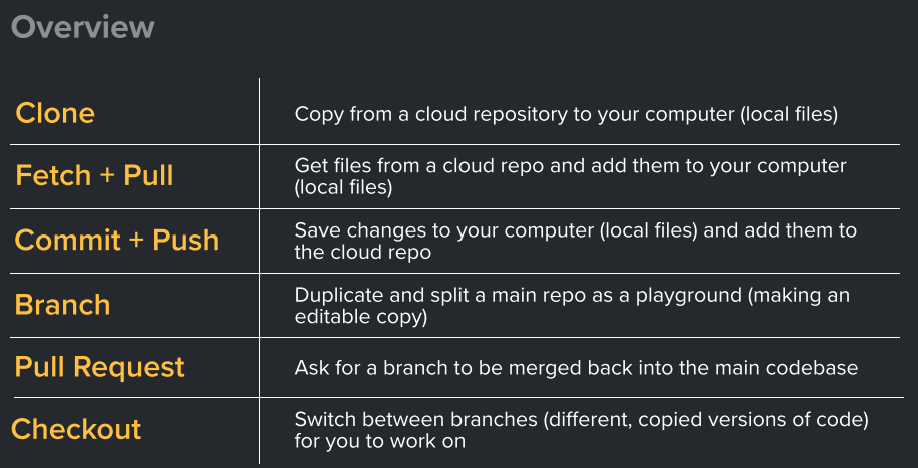 Overview
Clone
Copy from a cloud repository to your computer (local files)
Fetch + Pull
Get files from a cloud repo and add them to your computer
(local files)
Commit + Push
Save changes to your computer (local files) and add them to
the cloud repo
Branch
Duplicate and split a main repo as a playground (making an
editable copy)
Pull Request
Ask for a branch to be merged back into the main codebase
Checkout
Switch between branches (different, copied versions of code)
for you to work on